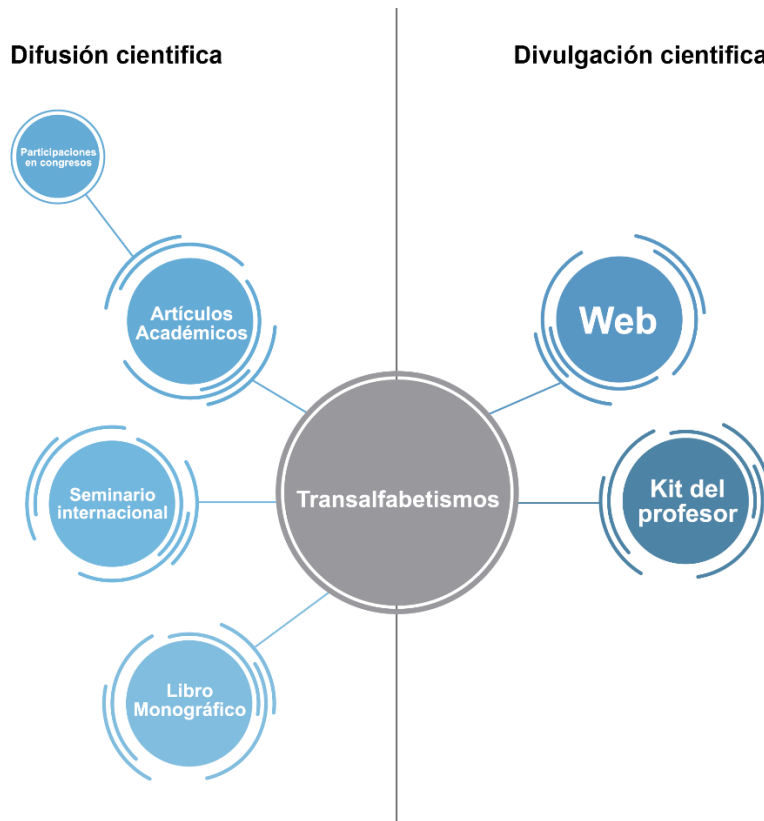 Difusión cientifica
Divulgación cientifica
Participaciones
en congresos
Artículos
Académicos
Web
Seminario
internacional
Transalfabetismos
Kit del
profesor
Libro
Monográfico